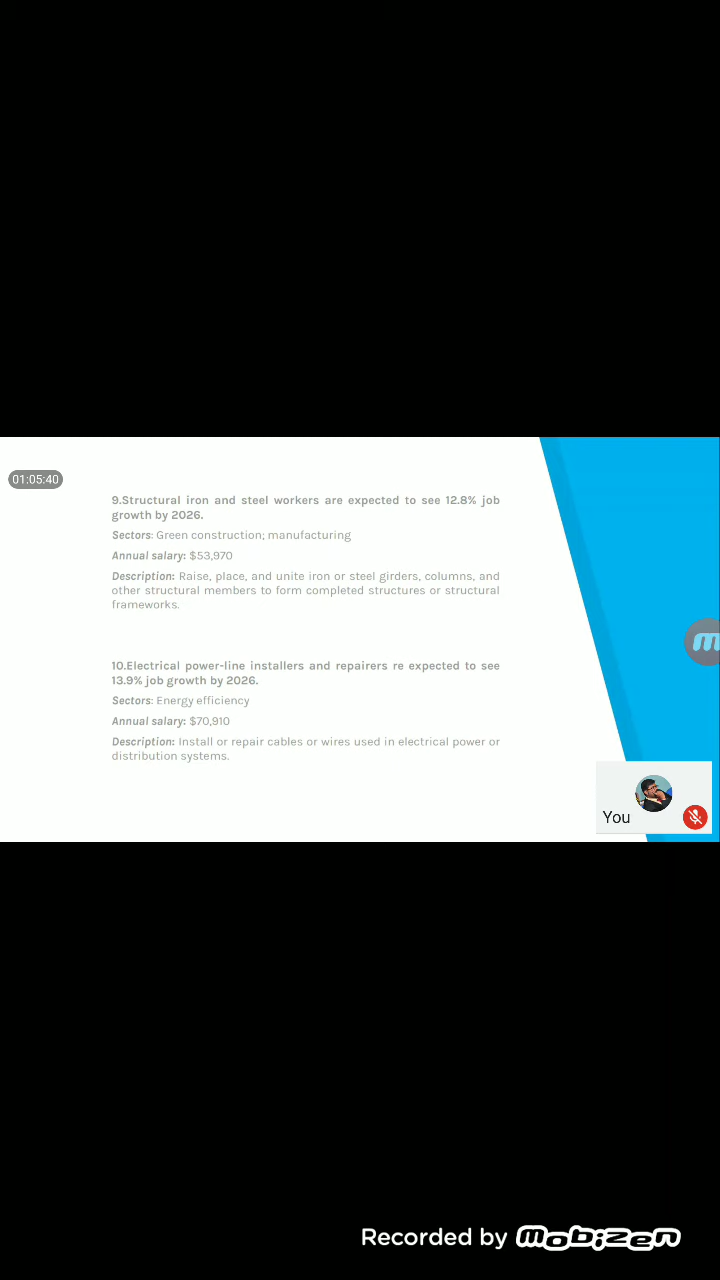 01:05:40
9.Structural iron and steel workers are expected to see 12.8% job
growth by 2026.
Sectors: Green construction; manufacturing
Annual salary: $53,970
Description: Raise, place, and unite iron or steel girders, columns, and
other structural members to form completed structures or structural
frameworks.
10.Electrical power-line installers and repairers re expected to see
13.9% job growth by 2026.
Sectors: Energy efficiency
Annual salary: $70,910
Description: Install or repair cables or wires used in electrical power or
distribution systems.
You
Recorded by mobizen